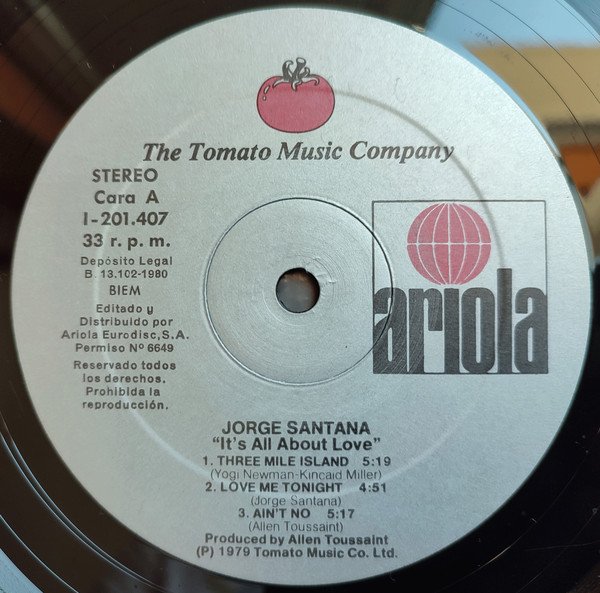 The Tomato Music Company
STEREO
Cara A
I-201.407
33 r. p. m.
Depósito Legal
B. 13.102-1980
BIEM
Editado y
Distribuido por
Ariola Eurodisc, S.A.
Permiso Nº 6649
Reservado todos
los derechos.
Prohibida la
reproducción.
ariola
JORGE SANTANA
"It's All About Love"
1. THREE MILE ISLAND 5:19
(Yogi Newman-Kincaid Miller)
2. LOVE ME TONIGHT 4:51
(Jorge Santana)
3. AIN'T NO 5:17
(Allen Toussaint)
Produced by Allen Toussaint
(P) 1979 Tomato Music Co. Ltd.